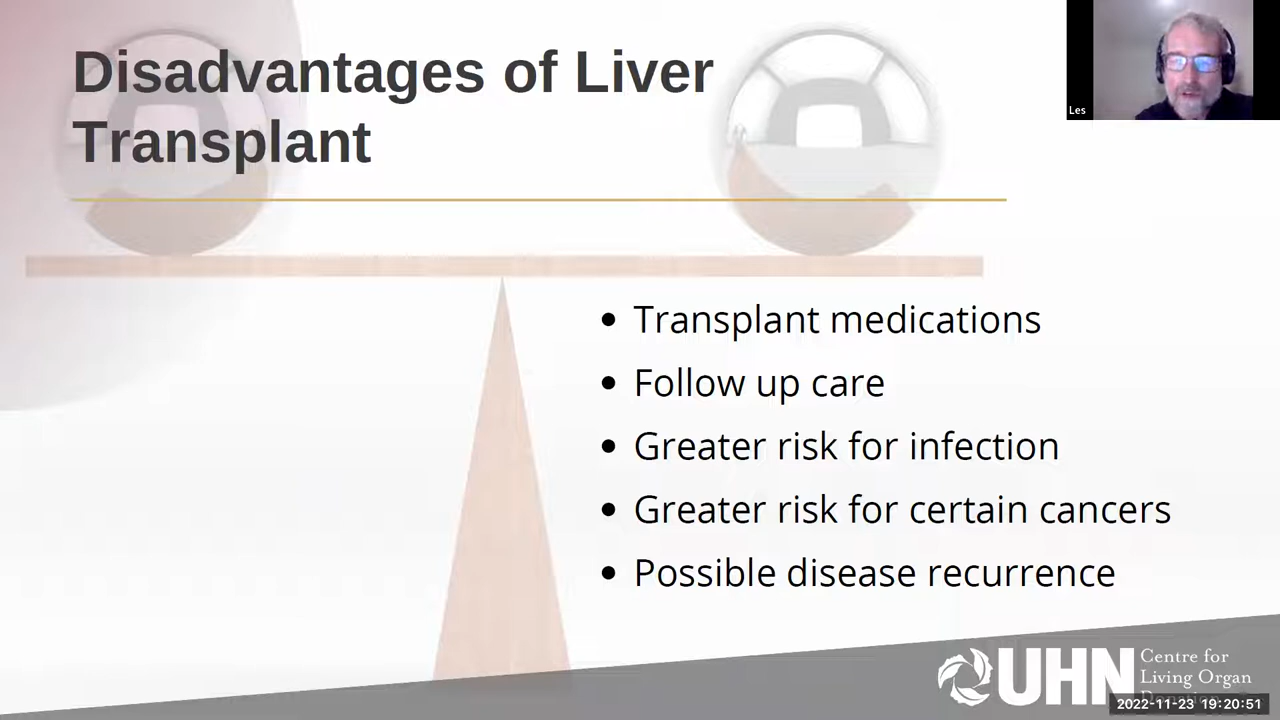 Disadvantages of Liver
Transplant
Les
• Transplant medications
• Follow up care
• Greater risk for infection
• Greater risk for certain cancers
• Possible disease recurrence
UHN
Centre for
Living Organ
Donation
2022-11-23 19:20:51